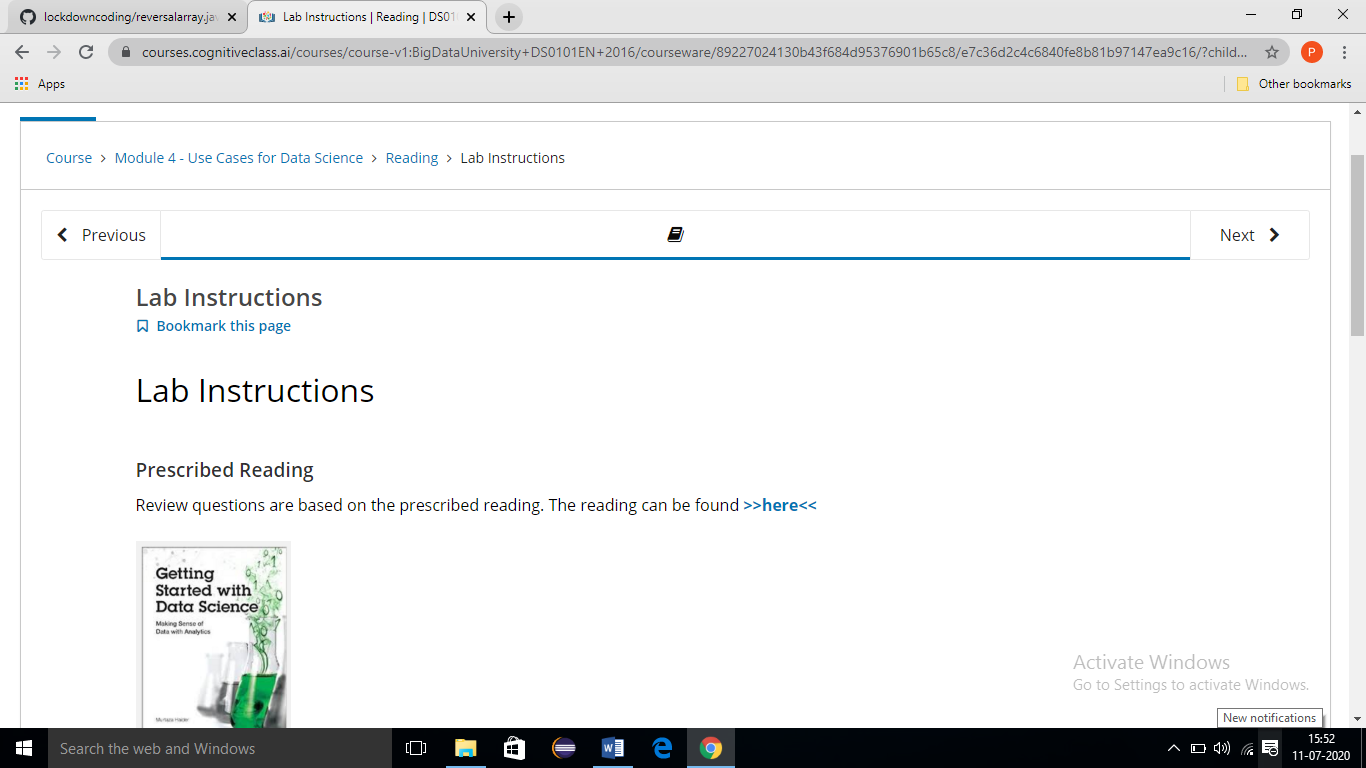 lockdowncoding/reversalarray.jav
Lab Instructions | Reading | DS01
courses.cognitiveclass.ai/courses/course-v1:BigDataUniversity+DS0101EN+2016/courseware/89227024130b43f684d95376901b65c8/e7c36d2c4c6840fe8b81b97147ea9c16/?child...
P
Apps
Other bookmarks
Course > Module 4 - Use Cases for Data Science > Reading > Lab Instructions
Previous
Next
Lab Instructions
Bookmark this page
Lab Instructions
Prescribed Reading
Review questions are based on the prescribed reading. The reading can be found >>here<<
Getting
Started with
Data Science
Making Sense of
Data with Analytics
Murtaza Haider
Activate Windows
Go to Settings to activate Windows.
New notifications
Search the web and Windows
15:52
11-07-2020